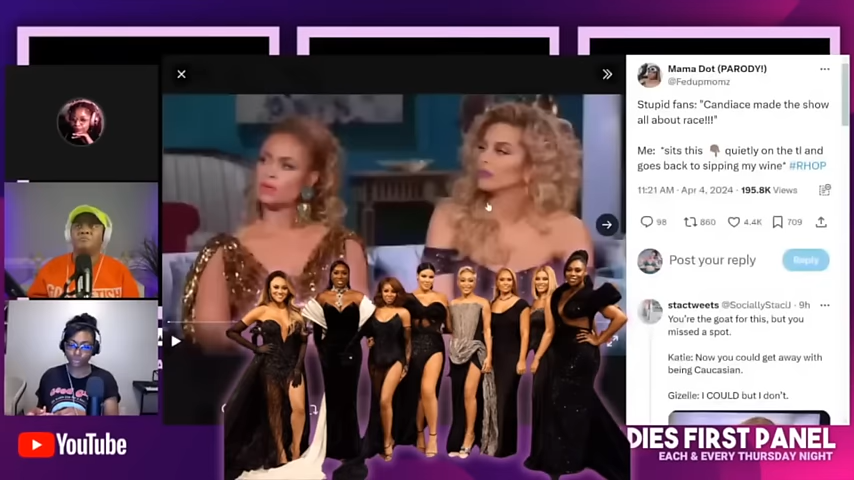 Mama Dot (PARODY!)
@Fedupmomz
Stupid fans: "Candiace made the show
all about race!!!"
Me: *sits this 👇🏽 quietly on the tl and
goes back to sipping my wine* #RHOP
11:21 AM · Apr 4, 2024 · 195.8K Views
98 860 4.4K 709
Post your reply
Reply
stactweets @SociallyStaciJ · 9h
You're the goat for this, but you
missed a spot.
Katie: Now you could get away with
being Caucasian.
Gizelle: I COULD but I don't.
YouTube
DIES FIRST PANEL
EACH & EVERY THURSDAY NIGHT